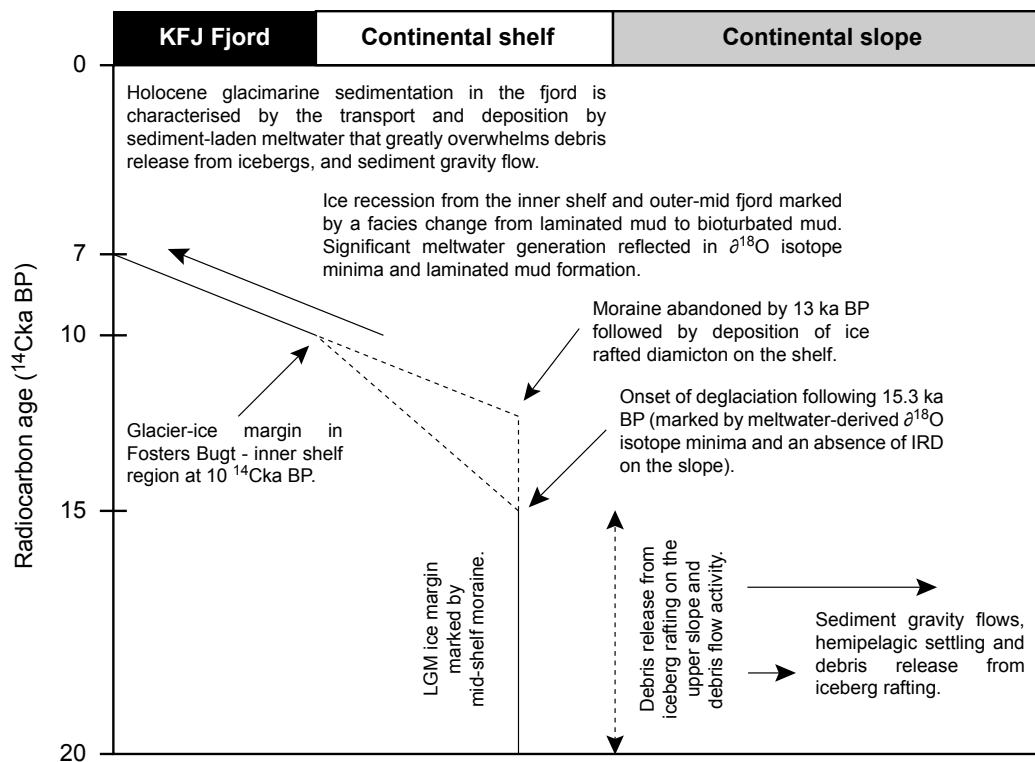 KFJ Fjord
Continental shelf
Continental slope
0
7
10
15
20
Radiocarbon age (¹⁴Cka BP)
Holocene glacimarine sedimentation in the fjord is
characterised by the transport and deposition by
sediment-laden meltwater that greatly overwhelms debris
release from icebergs, and sediment gravity flow.
Ice recession from the inner shelf and outer-mid fjord marked
by a facies change from laminated mud to bioturbated mud.
Significant meltwater generation reflected in ∂¹⁸O isotope
minima and laminated mud formation.
Moraine abandoned by 13 ka BP
followed by deposition of ice
rafted diamicton on the shelf.
Onset of deglaciation following 15.3 ka
BP (marked by meltwater-derived ∂¹⁸O
isotope minima and an absence of IRD
on the slope).
Glacier-ice margin in
Fosters Bugt - inner shelf
region at 10 ¹⁴Cka BP.
LGM ice margin
marked by
mid-shelf moraine.
Debris release from
iceberg rafting on the
upper slope and
debris flow activity.
Sediment gravity flows,
hemipelagic settling and
debris release from
iceberg rafting.